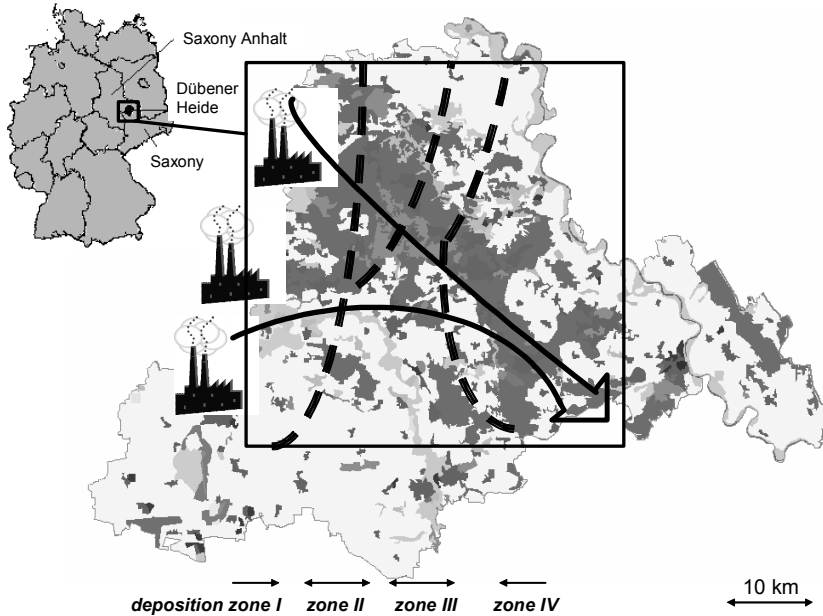 Saxony Anhalt
Dübener
Heide
Saxony
deposition zone I zone II zone III zone IV
10 km